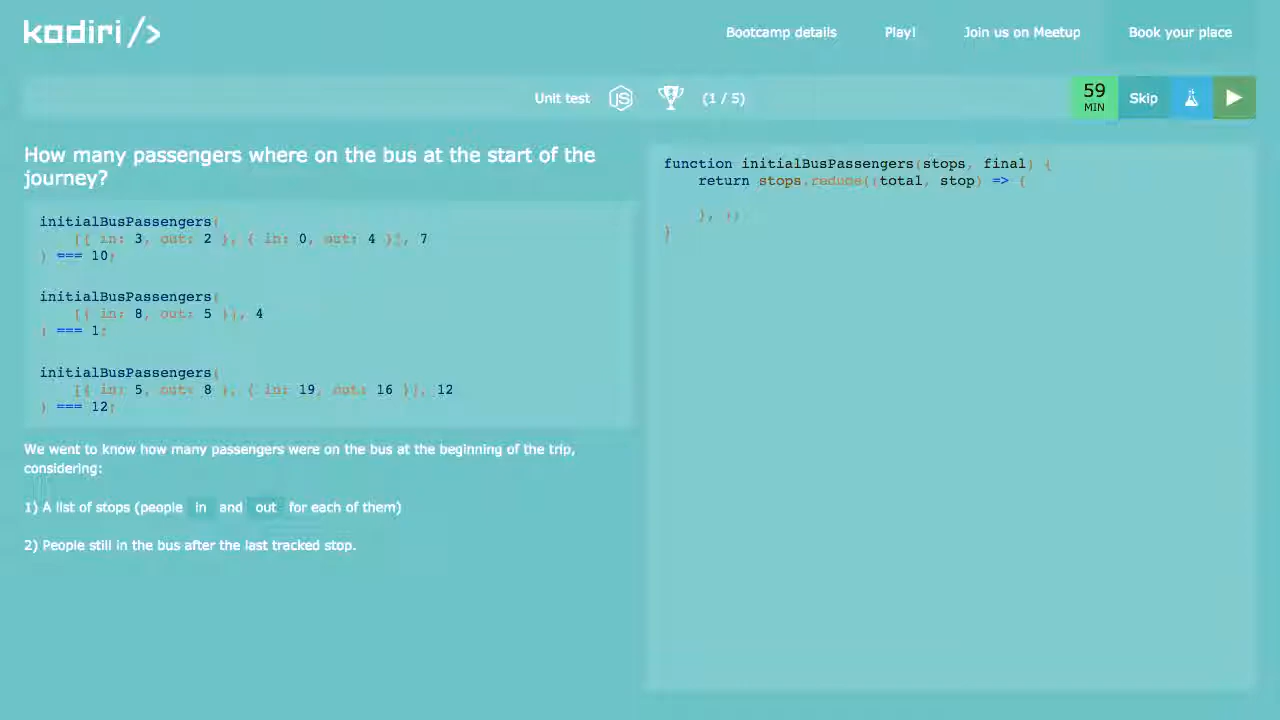 kodiri />
Bootcamp details
Play!
Join us on Meetup
Book your place
Unit test
JS
(1 / 5)
59
MIN
Skip
How many passengers where on the bus at the start of the
journey?
initialBusPassengers(
[{ in: 3, out: 2 }, { in: 0, out: 4 }], 7
) === 10;
initialBusPassengers(
[{ in: 8, out: 5 }], 4
) === 1;
initialBusPassengers(
[{ in: 5, out: 8 }, { in: 19, out: 16 }], 12
) === 12;
We went to know how many passengers were on the bus at the beginning of the trip,
considering:
1) A list of stops (people in and out for each of them)
2) People still in the bus after the last tracked stop.
function initialBusPassengers(stops, final) {
return stops.reduce((total, stop) => {
}, );
}